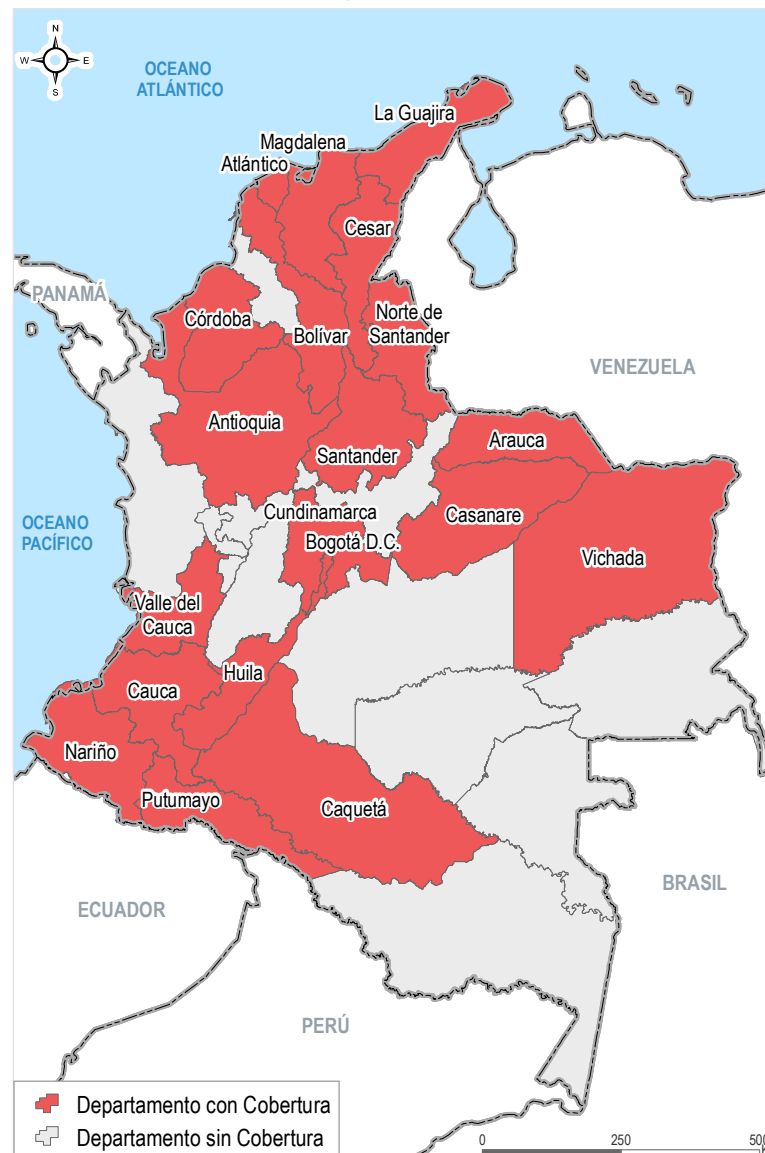 N
W
E
S
OCEANO
ATLÁNTICO
La Guajira
Magdalena
Atlántico
Cesar
PANAMÁ
Córdoba
Bolívar
Norte de
Santander
VENEZUELA
Antioquia
Santander
Arauca
OCEANO
PACÍFICO
Cundinamarca
Casanare
Bogotá D.C.
Vichada
Valle del
Cauca
Huila
Cauca
Nariño
Putumayo
Caquetá
ECUADOR
BRASIL
PERÚ
Departamento con Cobertura
Departamento sin Cobertura
0
250